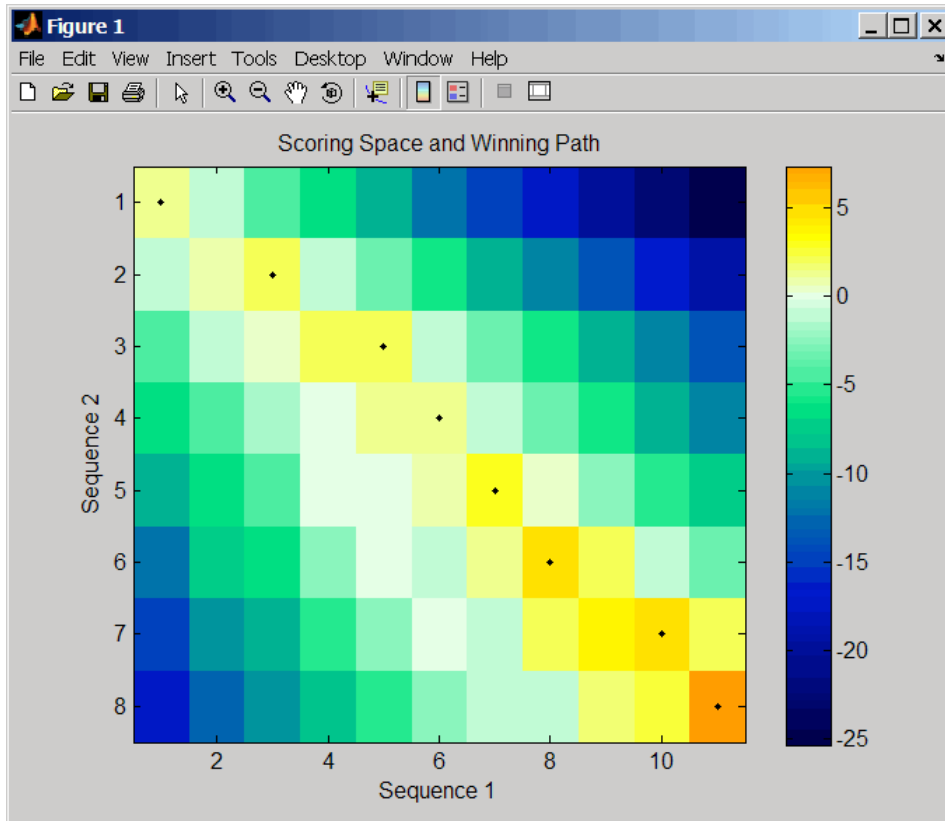 Figure 1
File Edit View Insert Tools Desktop Window Help
Scoring Space and Winning Path
1
2
3
4
5
6
7
8
Sequence 2
2 4 6 8 10
Sequence 1
5
0
-5
-10
-15
-20
-25